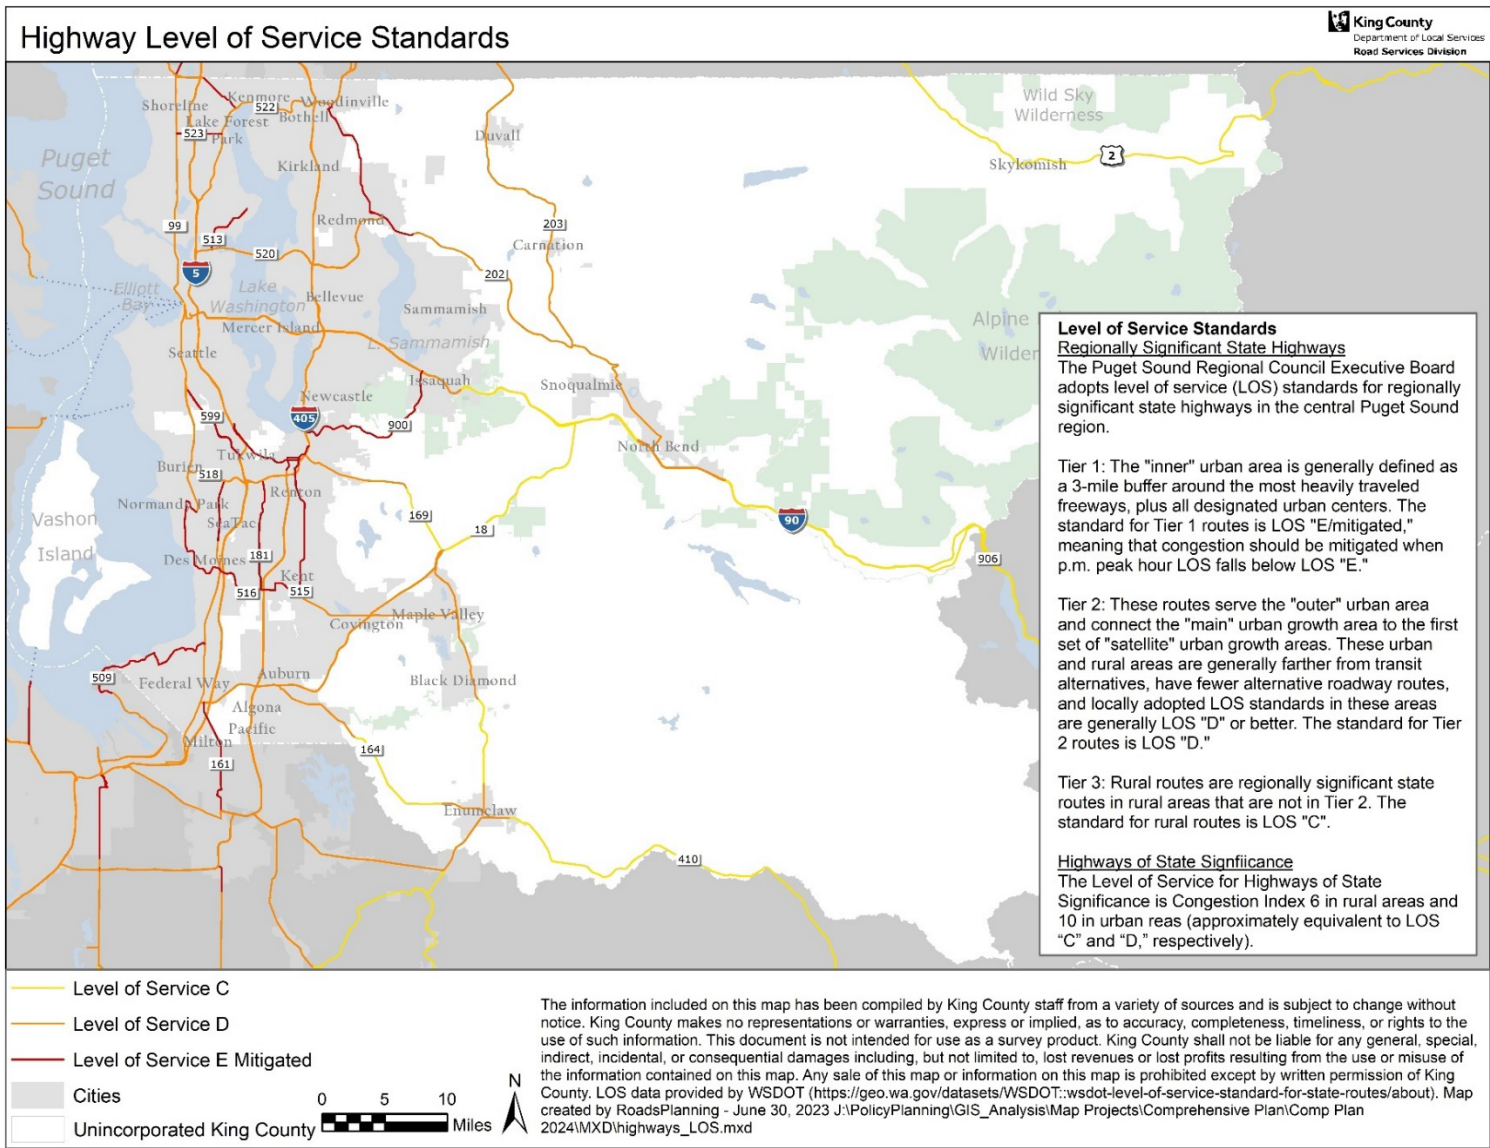 Highway Level of Service Standards
King County
Department of Local Services
Road Services Division
Shoreline
Kenmore
522
Woodinville
Bothell
Lake Forest
Park
523
Duvall
Wild Sky
Wilderness
Skykomish
2
Puget
Sound
Kirkland
Redmond
99
513
520
203
Carnation
202
5
Elliott
Bay
Lake
Washington
Bellevue
Sammamish
Mercer Island
L. Sammamish
Seattle
Issaquah
Snoqualmie
Newcastle
405
599
900
North Bend
Tukwila
Burien
518
Renton
Normandy Park
SeaTac
169
18
90
906
Vashon
Island
Des Moines
181
Kent
516
515
Maple Valley
Covington
509
Federal Way
Auburn
Black Diamond
Algona
Pacific
Milton
164
161
Enumclaw
410
Alpine
Wilder
Level of Service Standards
Regionally Significant State Highways
The Puget Sound Regional Council Executive Board
adopts level of service (LOS) standards for regionally
significant state highways in the central Puget Sound
region.
Tier 1: The "inner" urban area is generally defined as
a 3-mile buffer around the most heavily traveled
freeways, plus all designated urban centers. The
standard for Tier 1 routes is LOS "E/mitigated,"
meaning that congestion should be mitigated when
p.m. peak hour LOS falls below LOS "E."
Tier 2: These routes serve the "outer" urban area
and connect the "main" urban growth area to the first
set of "satellite" urban growth areas. These urban
and rural areas are generally farther from transit
alternatives, have fewer alternative roadway routes,
and locally adopted LOS standards in these areas
are generally LOS "D" or better. The standard for Tier
2 routes is LOS "D."
Tier 3: Rural routes are regionally significant state
routes in rural areas that are not in Tier 2. The
standard for rural routes is LOS "C".
Highways of State Signfiicance
The Level of Service for Highways of State
Significance is Congestion Index 6 in rural areas and
10 in urban reas (approximately equivalent to LOS
“C” and “D,” respectively).
Level of Service C
Level of Service D
Level of Service E Mitigated
Cities
Unincorporated King County
0 5 10
Miles
N
The information included on this map has been compiled by King County staff from a variety of sources and is subject to change without
notice. King County makes no representations or warranties, express or implied, as to accuracy, completeness, timeliness, or rights to the
use of such information. This document is not intended for use as a survey product. King County shall not be liable for any general, special,
indirect, incidental, or consequential damages including, but not limited to, lost revenues or lost profits resulting from the use or misuse of
the information contained on this map. Any sale of this map or information on this map is prohibited except by written permission of King
County. LOS data provided by WSDOT (https://geo.wa.gov/datasets/WSDOT::wsdot-level-of-service-standard-for-state-routes/about). Map
created by RoadsPlanning - June 30, 2023 J:\PolicyPlanning\GIS_Analysis\Map Projects\Comprehensive Plan\Comp Plan
2024\MXD\highways_LOS.mxd